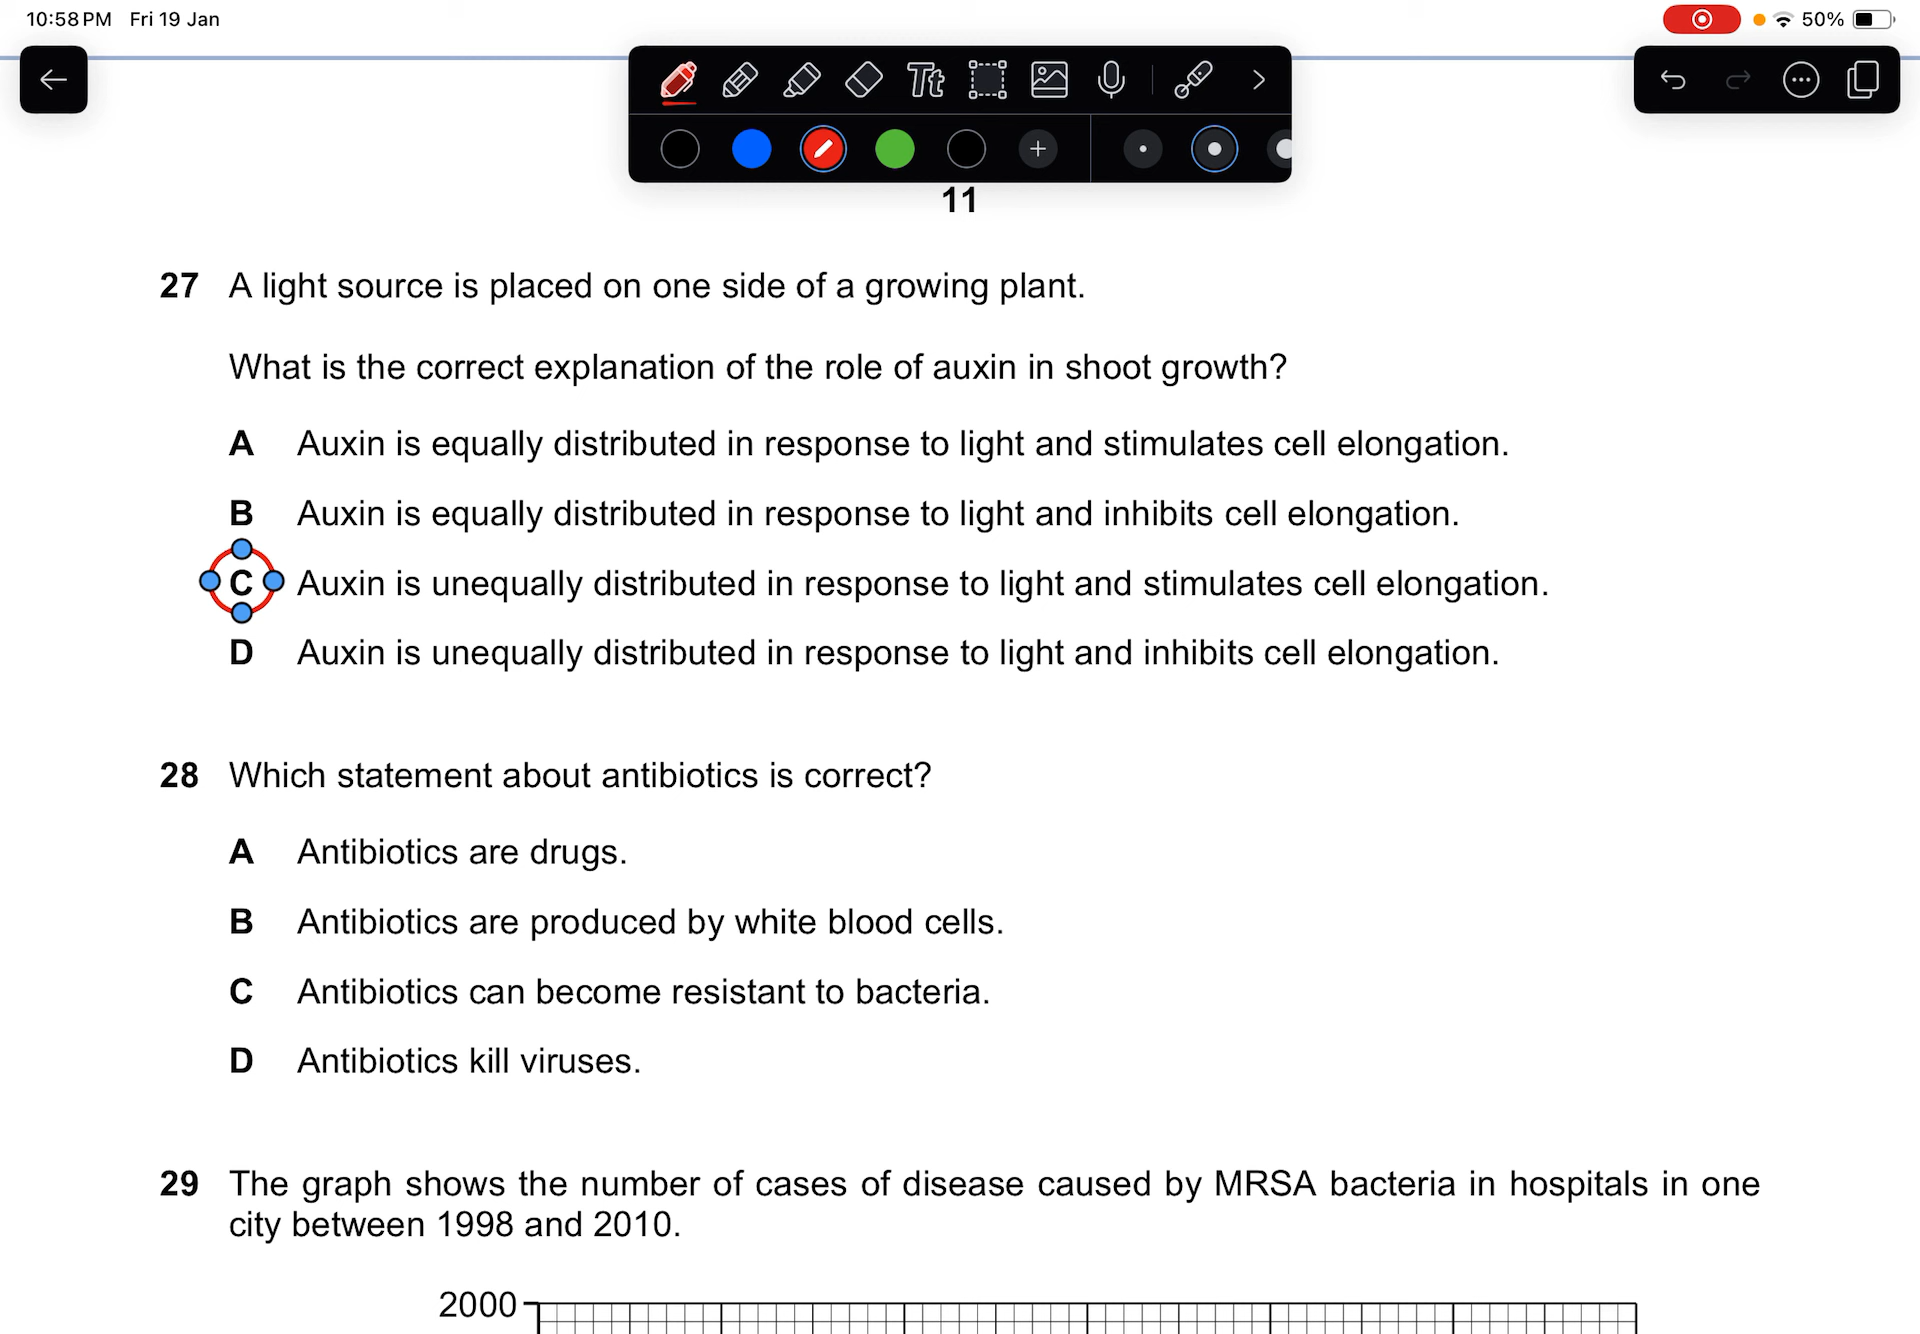 10:58 PM Fri 19 Jan
50%
Tt
11
27 A light source is placed on one side of a growing plant.
What is the correct explanation of the role of auxin in shoot growth?
A Auxin is equally distributed in response to light and stimulates cell elongation.
B Auxin is equally distributed in response to light and inhibits cell elongation.
C Auxin is unequally distributed in response to light and stimulates cell elongation.
D Auxin is unequally distributed in response to light and inhibits cell elongation.
28 Which statement about antibiotics is correct?
A Antibiotics are drugs.
B Antibiotics are produced by white blood cells.
C Antibiotics can become resistant to bacteria.
D Antibiotics kill viruses.
29 The graph shows the number of cases of disease caused by MRSA bacteria in hospitals in one
city between 1998 and 2010.
2000